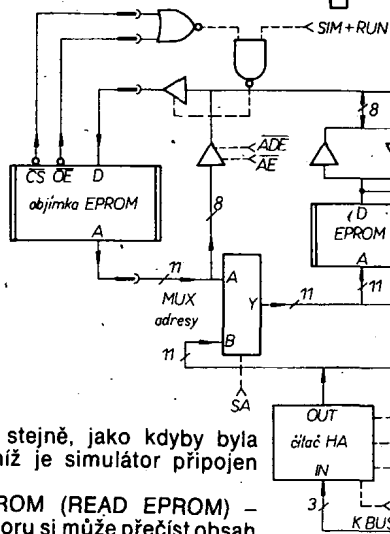 SIM+RUN
8
CS OE D
objímka EPROM
A
ADE
AE
8
D
EPROM
A
11
11
MUX
adresy
A
Y
11
B
11
SA
OUT
čítač HA
IN
3
K BUS
stejně, jako kdyby byla
níž je simulátor připojen
ROM (READ EPROM) –
oru si může přečíst obsah